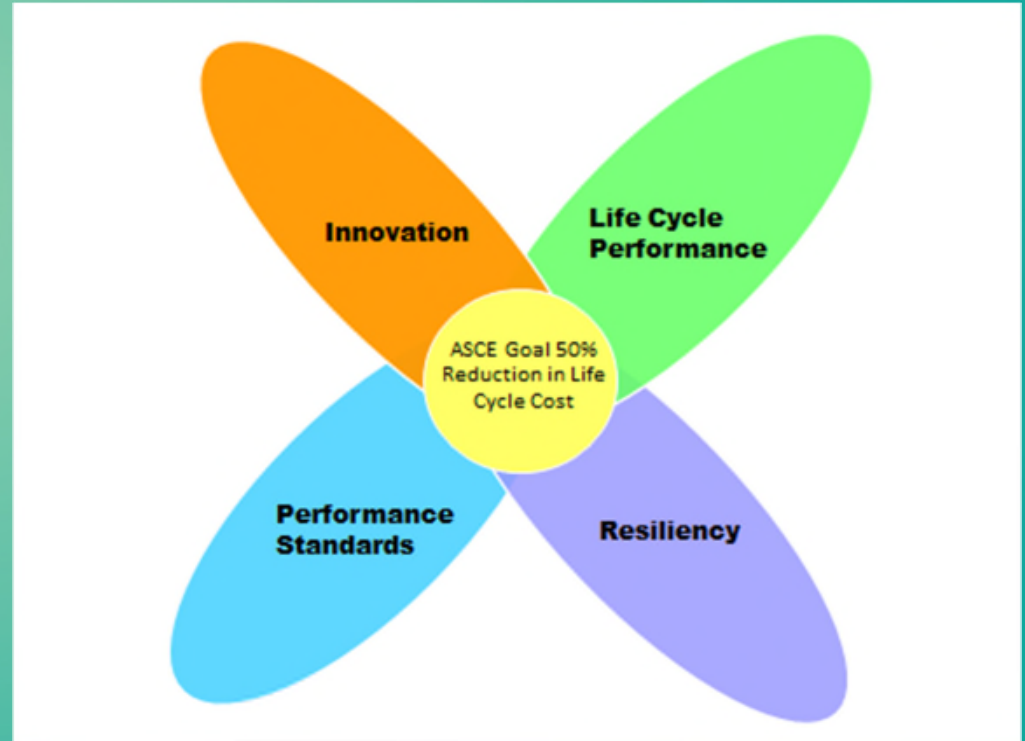 Innovation
Life Cycle
Performance
ASCE Goal 50%
Reduction in Life
Cycle Cost
Performance
Standards
Resiliency